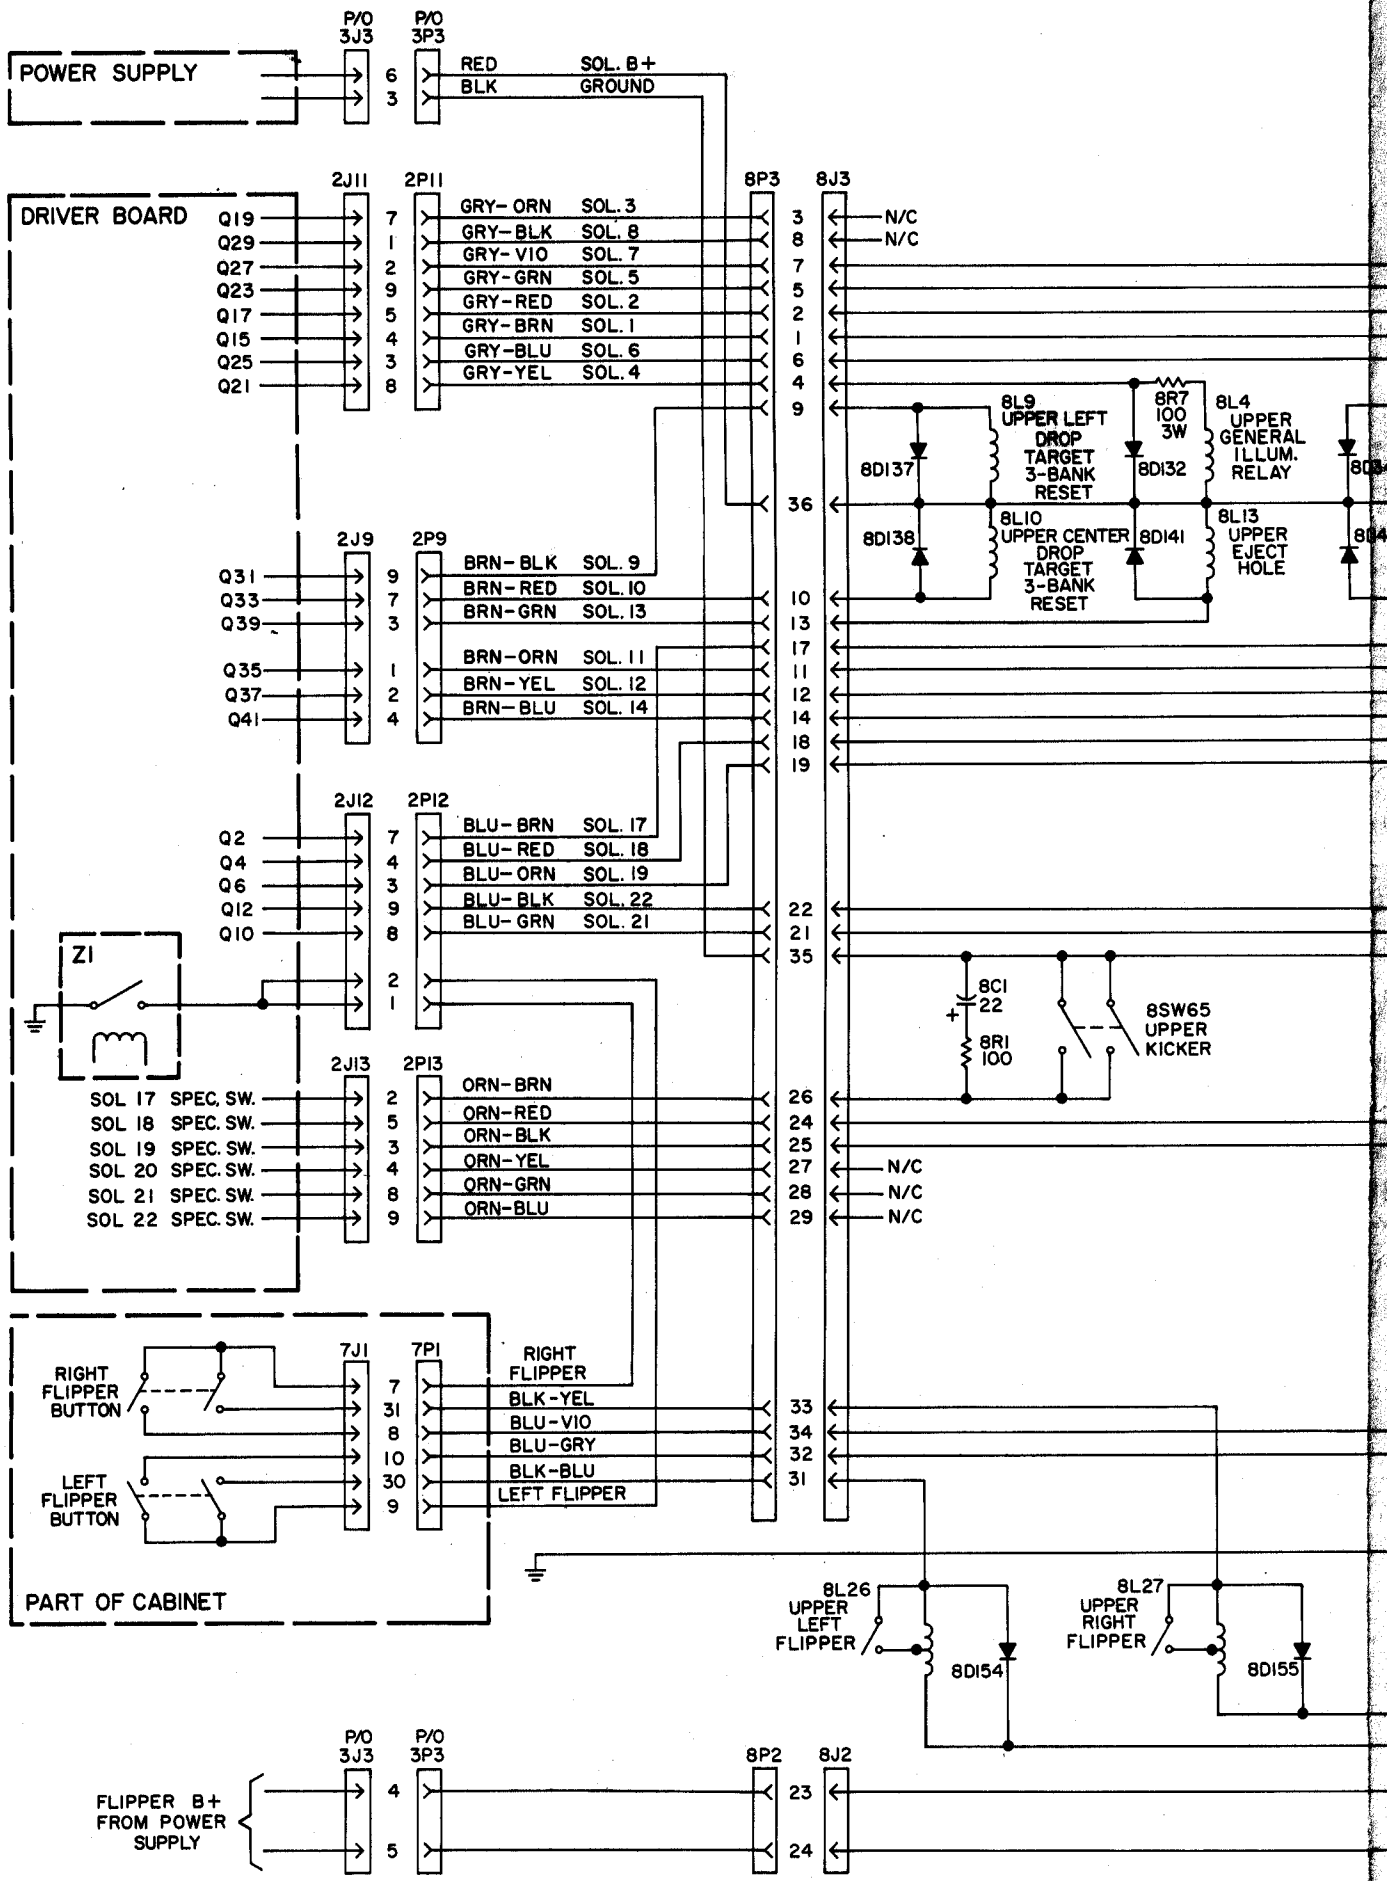 P/O P/O
3J3 3P3
POWER SUPPLY
6 RED SOL. B+
3 BLK GROUND
2J11 2P11 8P3 8J3
DRIVER BOARD
Q19 7 GRY-ORN SOL. 3 3 N/C
Q29 1 GRY-BLK SOL. 8 8 N/C
Q27 2 GRY-VIO SOL. 7 7
Q23 9 GRY-GRN SOL. 5 5
Q17 5 GRY-RED SOL. 2 2
Q15 4 GRY-BRN SOL. 1 1
Q25 3 GRY-BLU SOL. 6 6
Q21 8 GRY-YEL SOL. 4 4
9
8L9
UPPER LEFT
DROP
TARGET
3-BANK
RESET
8R7
100
3W
8L4
UPPER
GENERAL
ILLUM.
RELAY
8D137
8D132
36
8D138
8L10
UPPER CENTER
DROP
TARGET
3-BANK
RESET
8D141
8L13
UPPER
EJECT
HOLE
2J9 2P9
Q31 9 BRN-BLK SOL. 9
Q33 7 BRN-RED SOL. 10 10
Q39 3 BRN-GRN SOL. 13 13
17
Q35 1 BRN-ORN SOL. 11 11
Q37 2 BRN-YEL SOL. 12 12
Q41 4 BRN-BLU SOL. 14 14
18
19
2J12 2P12
Q2 7 BLU-BRN SOL. 17
Q4 4 BLU-RED SOL. 18
Q6 3 BLU-ORN SOL. 19
Q12 9 BLU-BLK SOL. 22 22
Q10 8 BLU-GRN SOL. 21 21
35
Z1
2
1
8C1
22
+
8R1
100
8SW65
UPPER
KICKER
2J13 2P13
SOL 17 SPEC. SW. 2 ORN-BRN 26
SOL 18 SPEC. SW. 5 ORN-RED 24
SOL 19 SPEC. SW. 3 ORN-BLK 25
SOL 20 SPEC. SW. 4 ORN-YEL 27 N/C
SOL 21 SPEC. SW. 8 ORN-GRN 28 N/C
SOL 22 SPEC. SW. 9 ORN-BLU 29 N/C
7J1 7P1
RIGHT
FLIPPER
BUTTON
7 RIGHT FLIPPER
31 BLK-YEL 33
8 BLU-VIO 34
10 BLU-GRY 32
30 BLK-BLU 31
9 LEFT FLIPPER
LEFT
FLIPPER
BUTTON
PART OF CABINET
8L26
UPPER
LEFT
FLIPPER
8D154
8L27
UPPER
RIGHT
FLIPPER
8D155
P/O P/O
3J3 3P3 8P2 8J2
FLIPPER B+
FROM POWER
SUPPLY
4 23
5 24